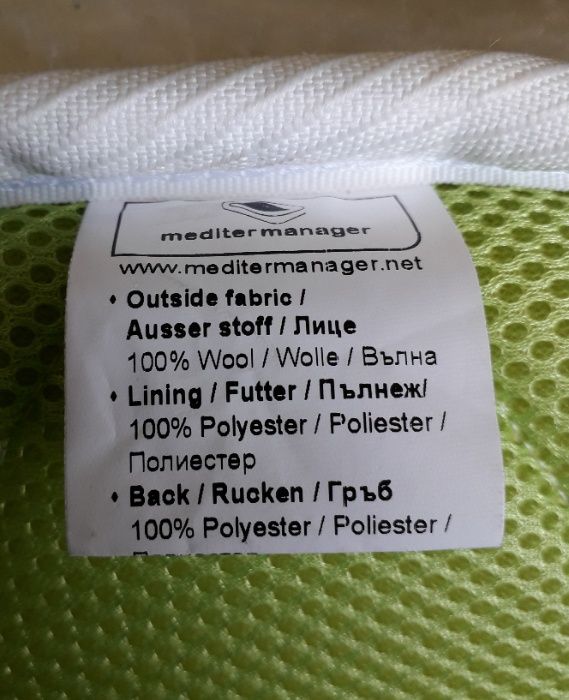 meditermanager
www.meditermanager.net
• Outside fabric /
Ausser stoff / Лице
100% Wool / Wolle / Вълна
• Lining / Futter / Пълнеж/
100% Polyester / Poliester /
Полиестер
• Back / Rucken / Гръб
100% Polyester / Poliester /